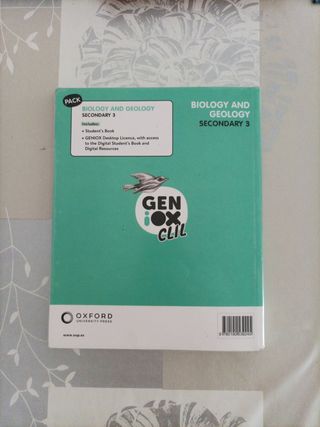 PACK
BIOLOGY AND GEOLOGY
SECONDARY 3
Includes:
• Student's Book
• GENiOX Desktop Licence, with access
to the Digital Student's Book and
Digital Resources
BIOLOGY AND
GEOLOGY
SECONDARY 3
GEN
iOX
CLIL
OXFORD
UNIVERSITY PRESS
www.oup.es